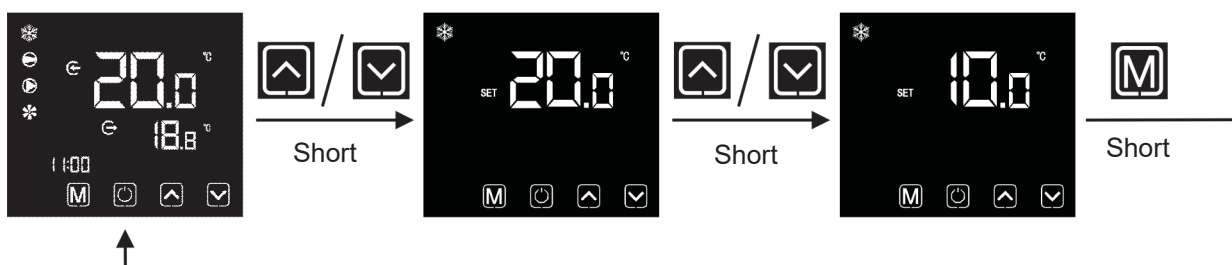 20.0 °C
18.8 °C
11:00
M
Short
SET 20.0 °C
M
Short
SET 10.0 °C
M
M
Short